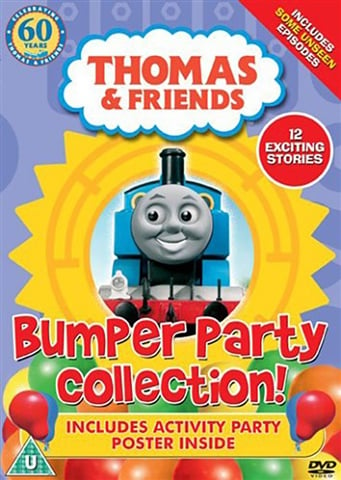 CELEBRATING
60
YEARS
THOMAS & FRIENDS
THOMAS
& FRIENDS
INCLUDES
SOME UNSEEN
EPISODES
12
EXCITING
STORIES
Bumper Party
Collection!
INCLUDES ACTIVITY PARTY
POSTER INSIDE
U
DVD